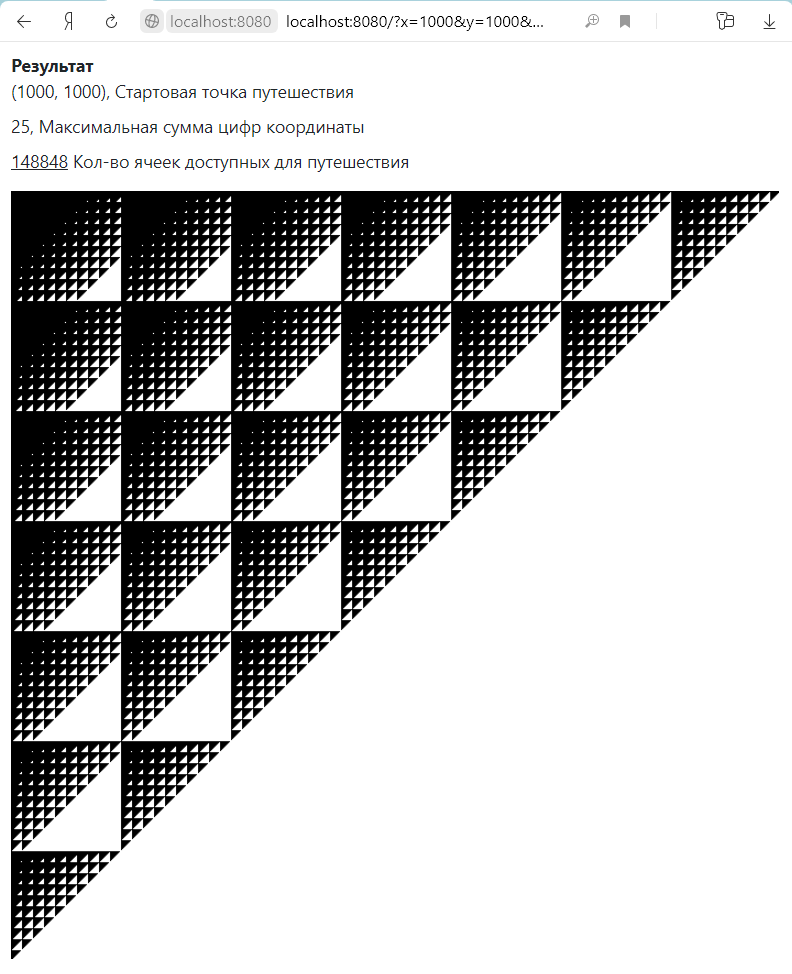 Я localhost:8080 localhost:8080/?x=1000&y=1000&...
Результат
(1000, 1000), Стартовая точка путешествия
25, Максимальная сумма цифр координаты
148848 Кол-во ячеек доступных для путешествия